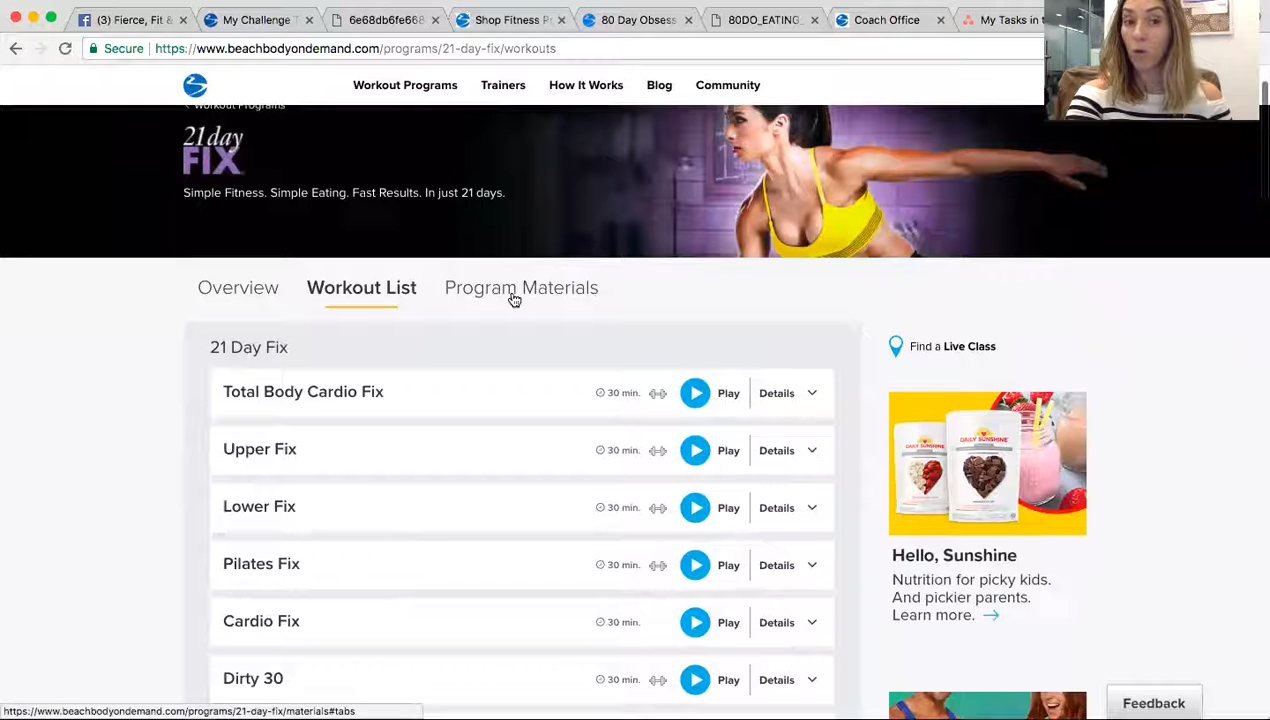 (3) Fierce, Fit &
My Challenge T
6e68db6fe668
Shop Fitness P
80 Day Obsess
80DO_EATING_
Coach Office
My Tasks in t
Secure
https://www.beachbodyondemand.com/programs/21-day-fix/workouts
Workout Programs
Trainers
How It Works
Blog
Community
< Workout Programs
21 day
FIX
Simple Fitness. Simple Eating. Fast Results. In just 21 days.
Overview
Workout List
Program Materials
21 Day Fix
Find a Live Class
Total Body Cardio Fix
30 min.
Play
Details
Upper Fix
30 min.
Play
Details
DAILY SUNSHINE
DAILY SUNSHINE
Lower Fix
30 min.
Play
Details
Pilates Fix
30 min.
Play
Details
Hello, Sunshine
Nutrition for picky kids.
And pickier parents.
Learn more. →
Cardio Fix
30 min.
Play
Details
Dirty 30
30 min.
Play
Details
Feedback
https://www.beachbodyondemand.com/programs/21-day-fix/materials#tabs